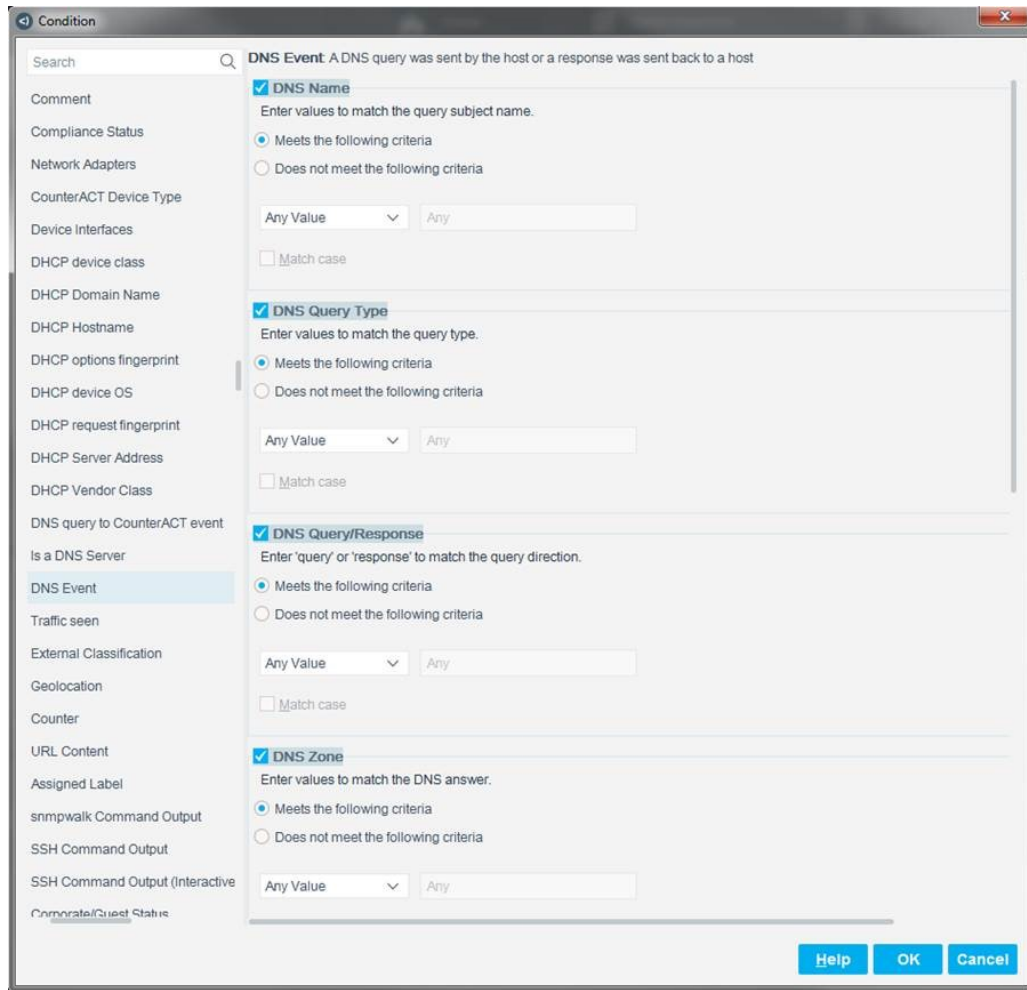 Condition
Search
Comment
Compliance Status
Network Adapters
CounterACT Device Type
Device Interfaces
DHCP device class
DHCP Domain Name
DHCP Hostname
DHCP options fingerprint
DHCP device OS
DHCP request fingerprint
DHCP Server Address
DHCP Vendor Class
DNS query to CounterACT event
Is a DNS Server
DNS Event
Traffic seen
External Classification
Geolocation
Counter
URL Content
Assigned Label
snmpwalk Command Output
SSH Command Output
SSH Command Output (Interactive
Corporate/Guest Status
DNS Event: A DNS query was sent by the host or a response was sent back to a host
DNS Name
Enter values to match the query subject name.
Meets the following criteria
Does not meet the following criteria
Any Value Any
Match case
DNS Query Type
Enter values to match the query type.
Meets the following criteria
Does not meet the following criteria
Any Value Any
Match case
DNS Query/Response
Enter 'query' or 'response' to match the query direction.
Meets the following criteria
Does not meet the following criteria
Any Value Any
Match case
DNS Zone
Enter values to match the DNS answer.
Meets the following criteria
Does not meet the following criteria
Any Value Any
Help OK Cancel